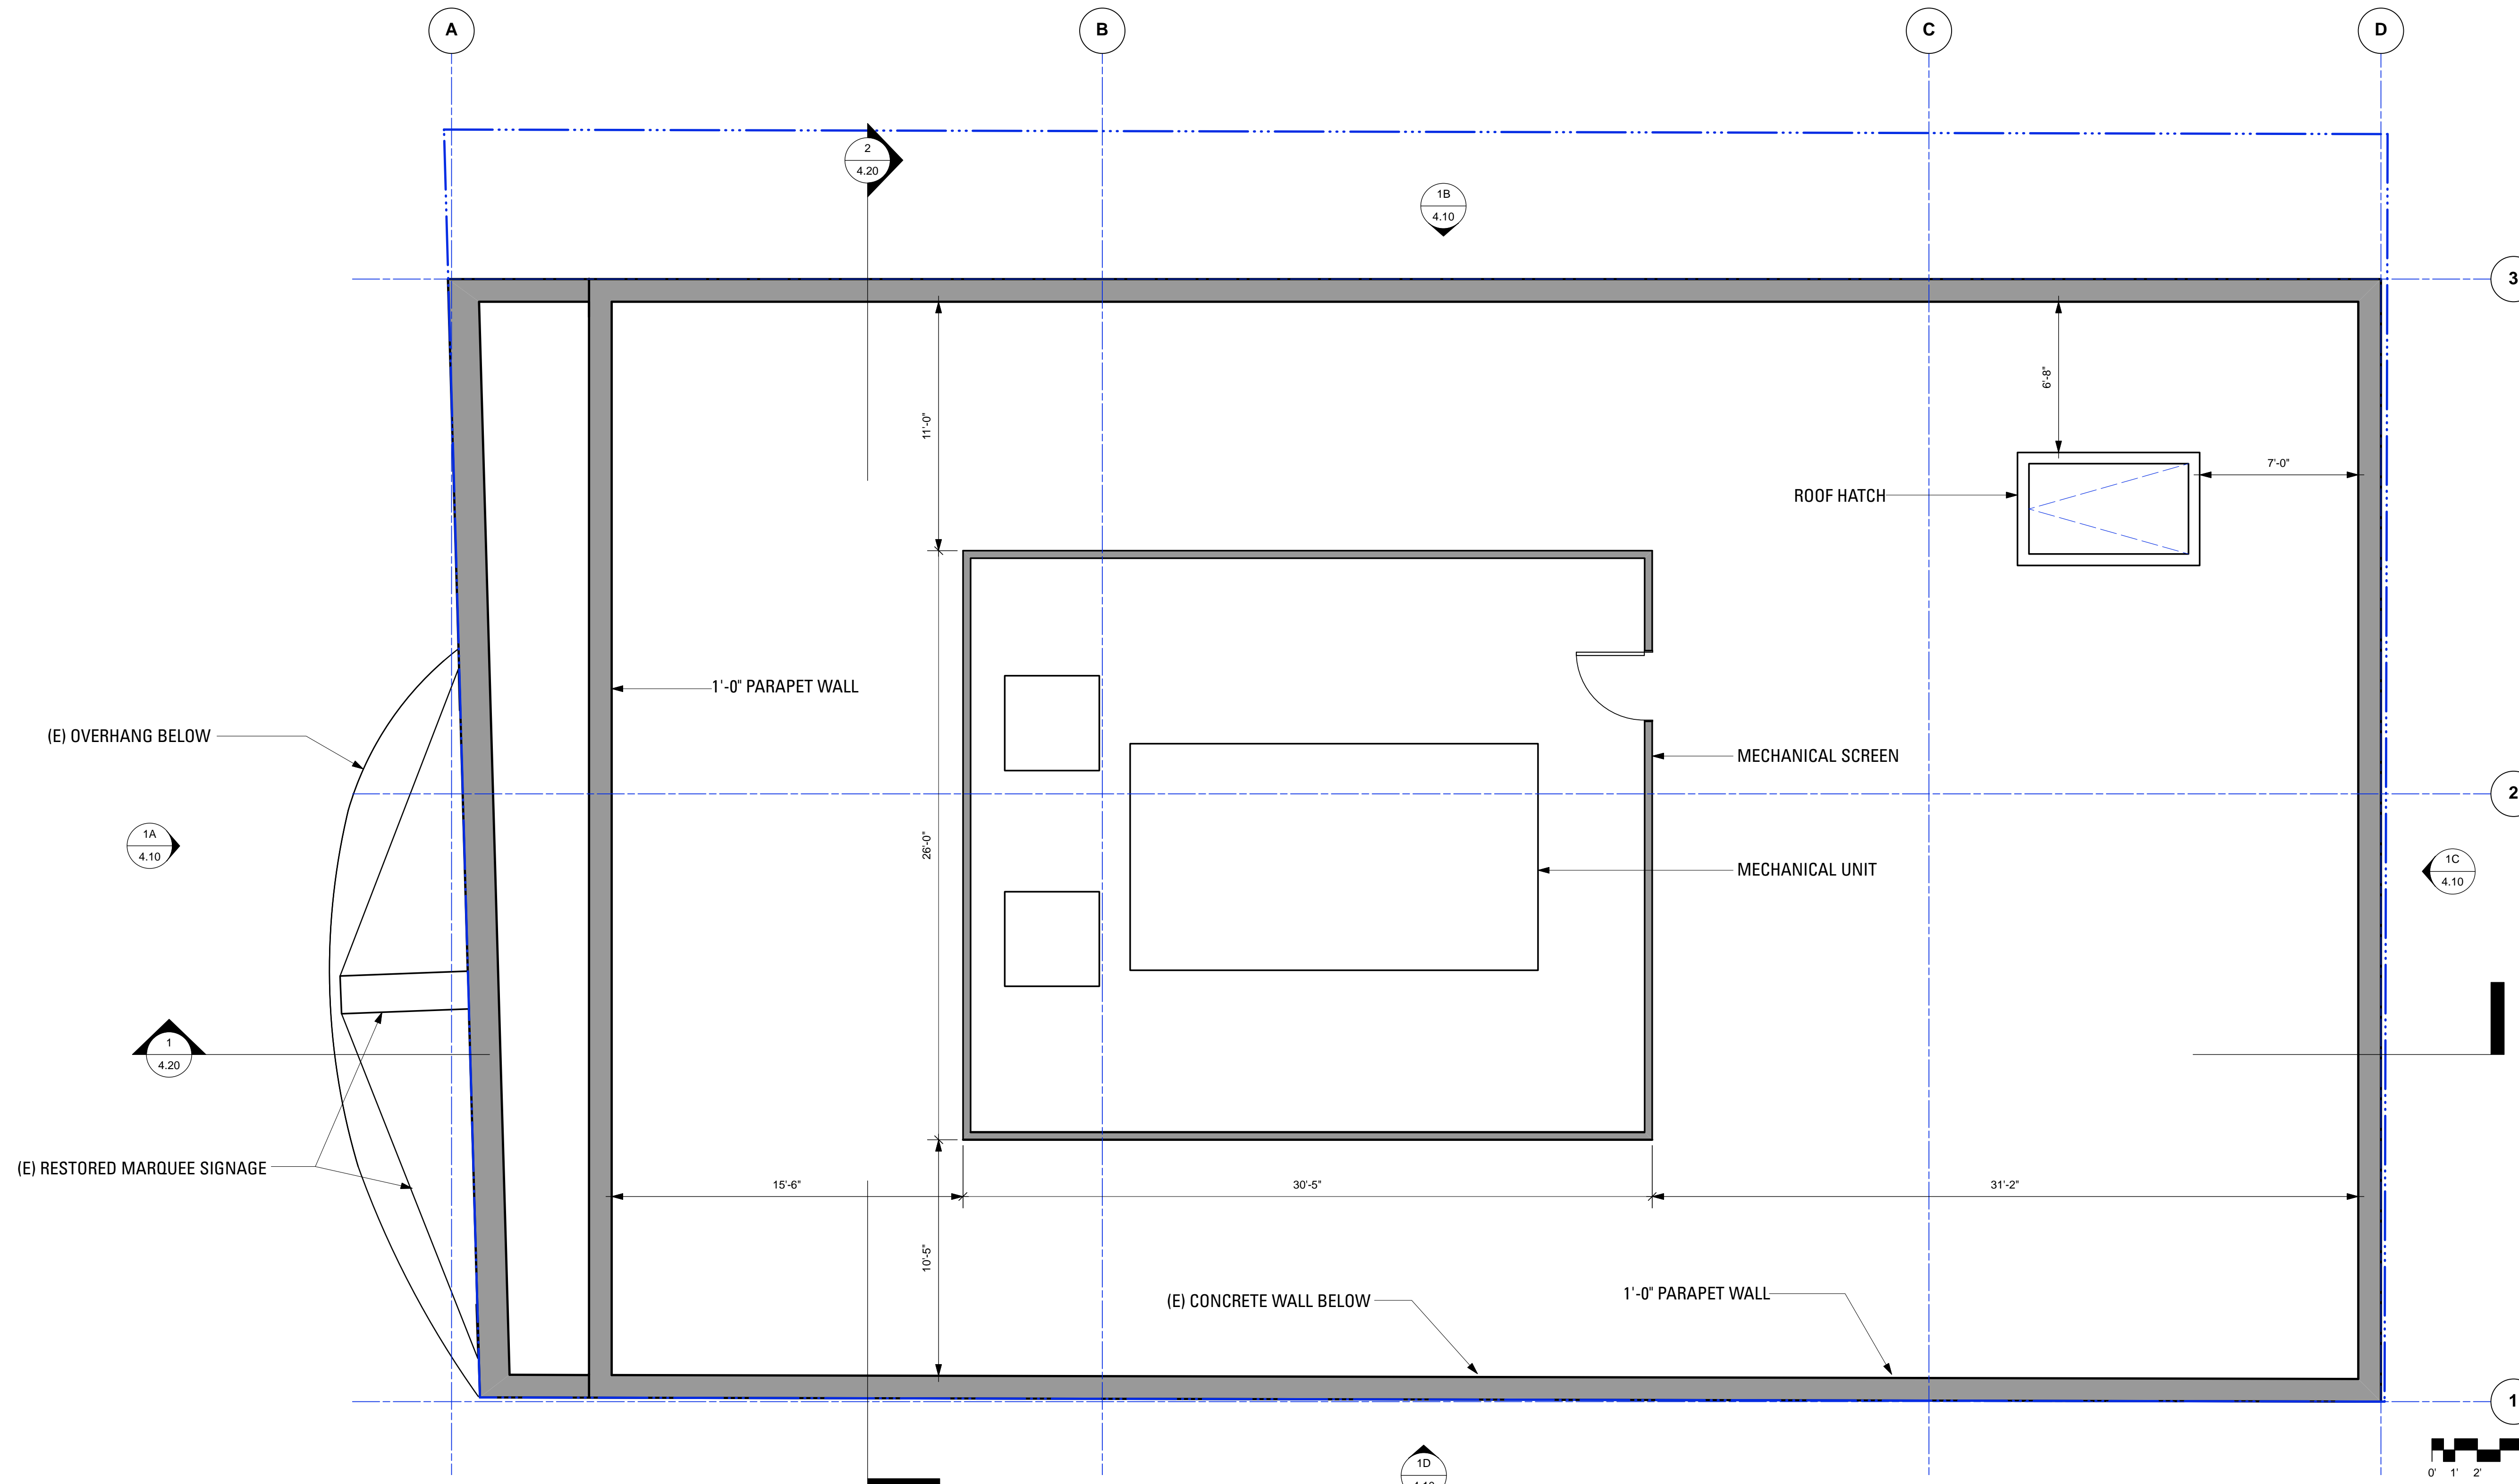 A
B
C
D
2
4.20
1B
4.10
3
6'-8"
11'-0"
7'-0"
ROOF HATCH
1'-0" PARAPET WALL
(E) OVERHANG BELOW
MECHANICAL SCREEN
2
1A
4.10
26'-0"
MECHANICAL UNIT
1C
4.10
1
4.20
(E) RESTORED MARQUEE SIGNAGE
15'-6"
30'-5"
31'-2"
10'-5"
(E) CONCRETE WALL BELOW
1'-0" PARAPET WALL
1
1D
4.10
0' 1' 2'